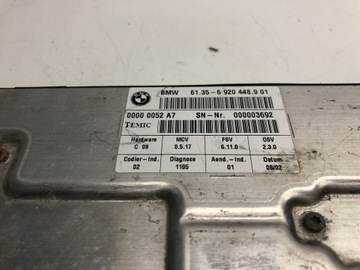 BMW 61.35-6 920 448.9 01
0000 0052 A7 SN-Nr. 000003692
TEMIC
Hardware MCV FSV OSV
C 09 0.5.17 6.11.0 2.3.0
Codier-Ind. Diagnose Aend.-Ind. Datum
02 1105 01 08/02